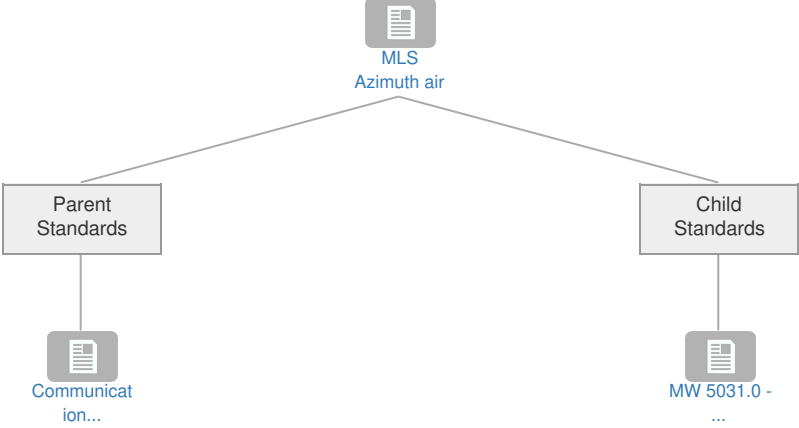 MLS
Azimuth air
Parent
Standards
Child
Standards
Communicat
ion...
MW 5031.0 -
...